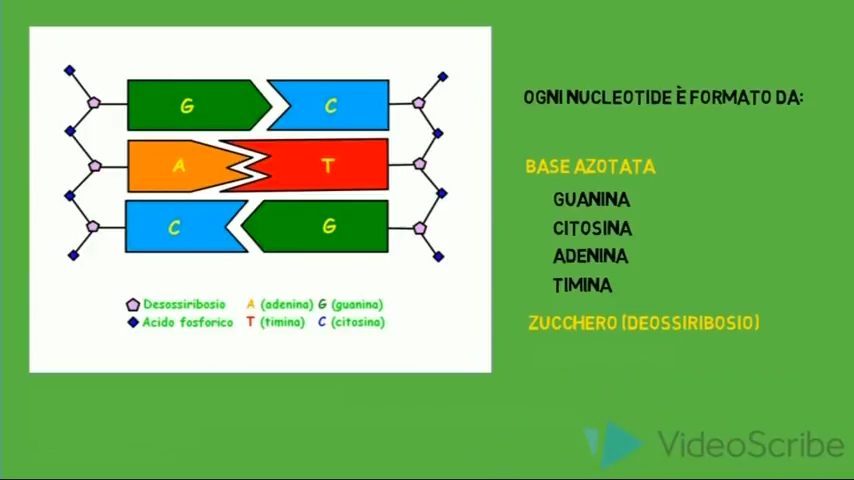 G C
A T
C G
Desossiribosio A (adenina) G (guanina)
Acido fosforico T (timina) C (citosina)
OGNI NUCLEOTIDE È FORMATO DA:
BASE AZOTATA
GUANINA
CITOSINA
ADENINA
TIMINA
ZUCCHERO (DEOSSIRIBOSIO)
VideoScribe